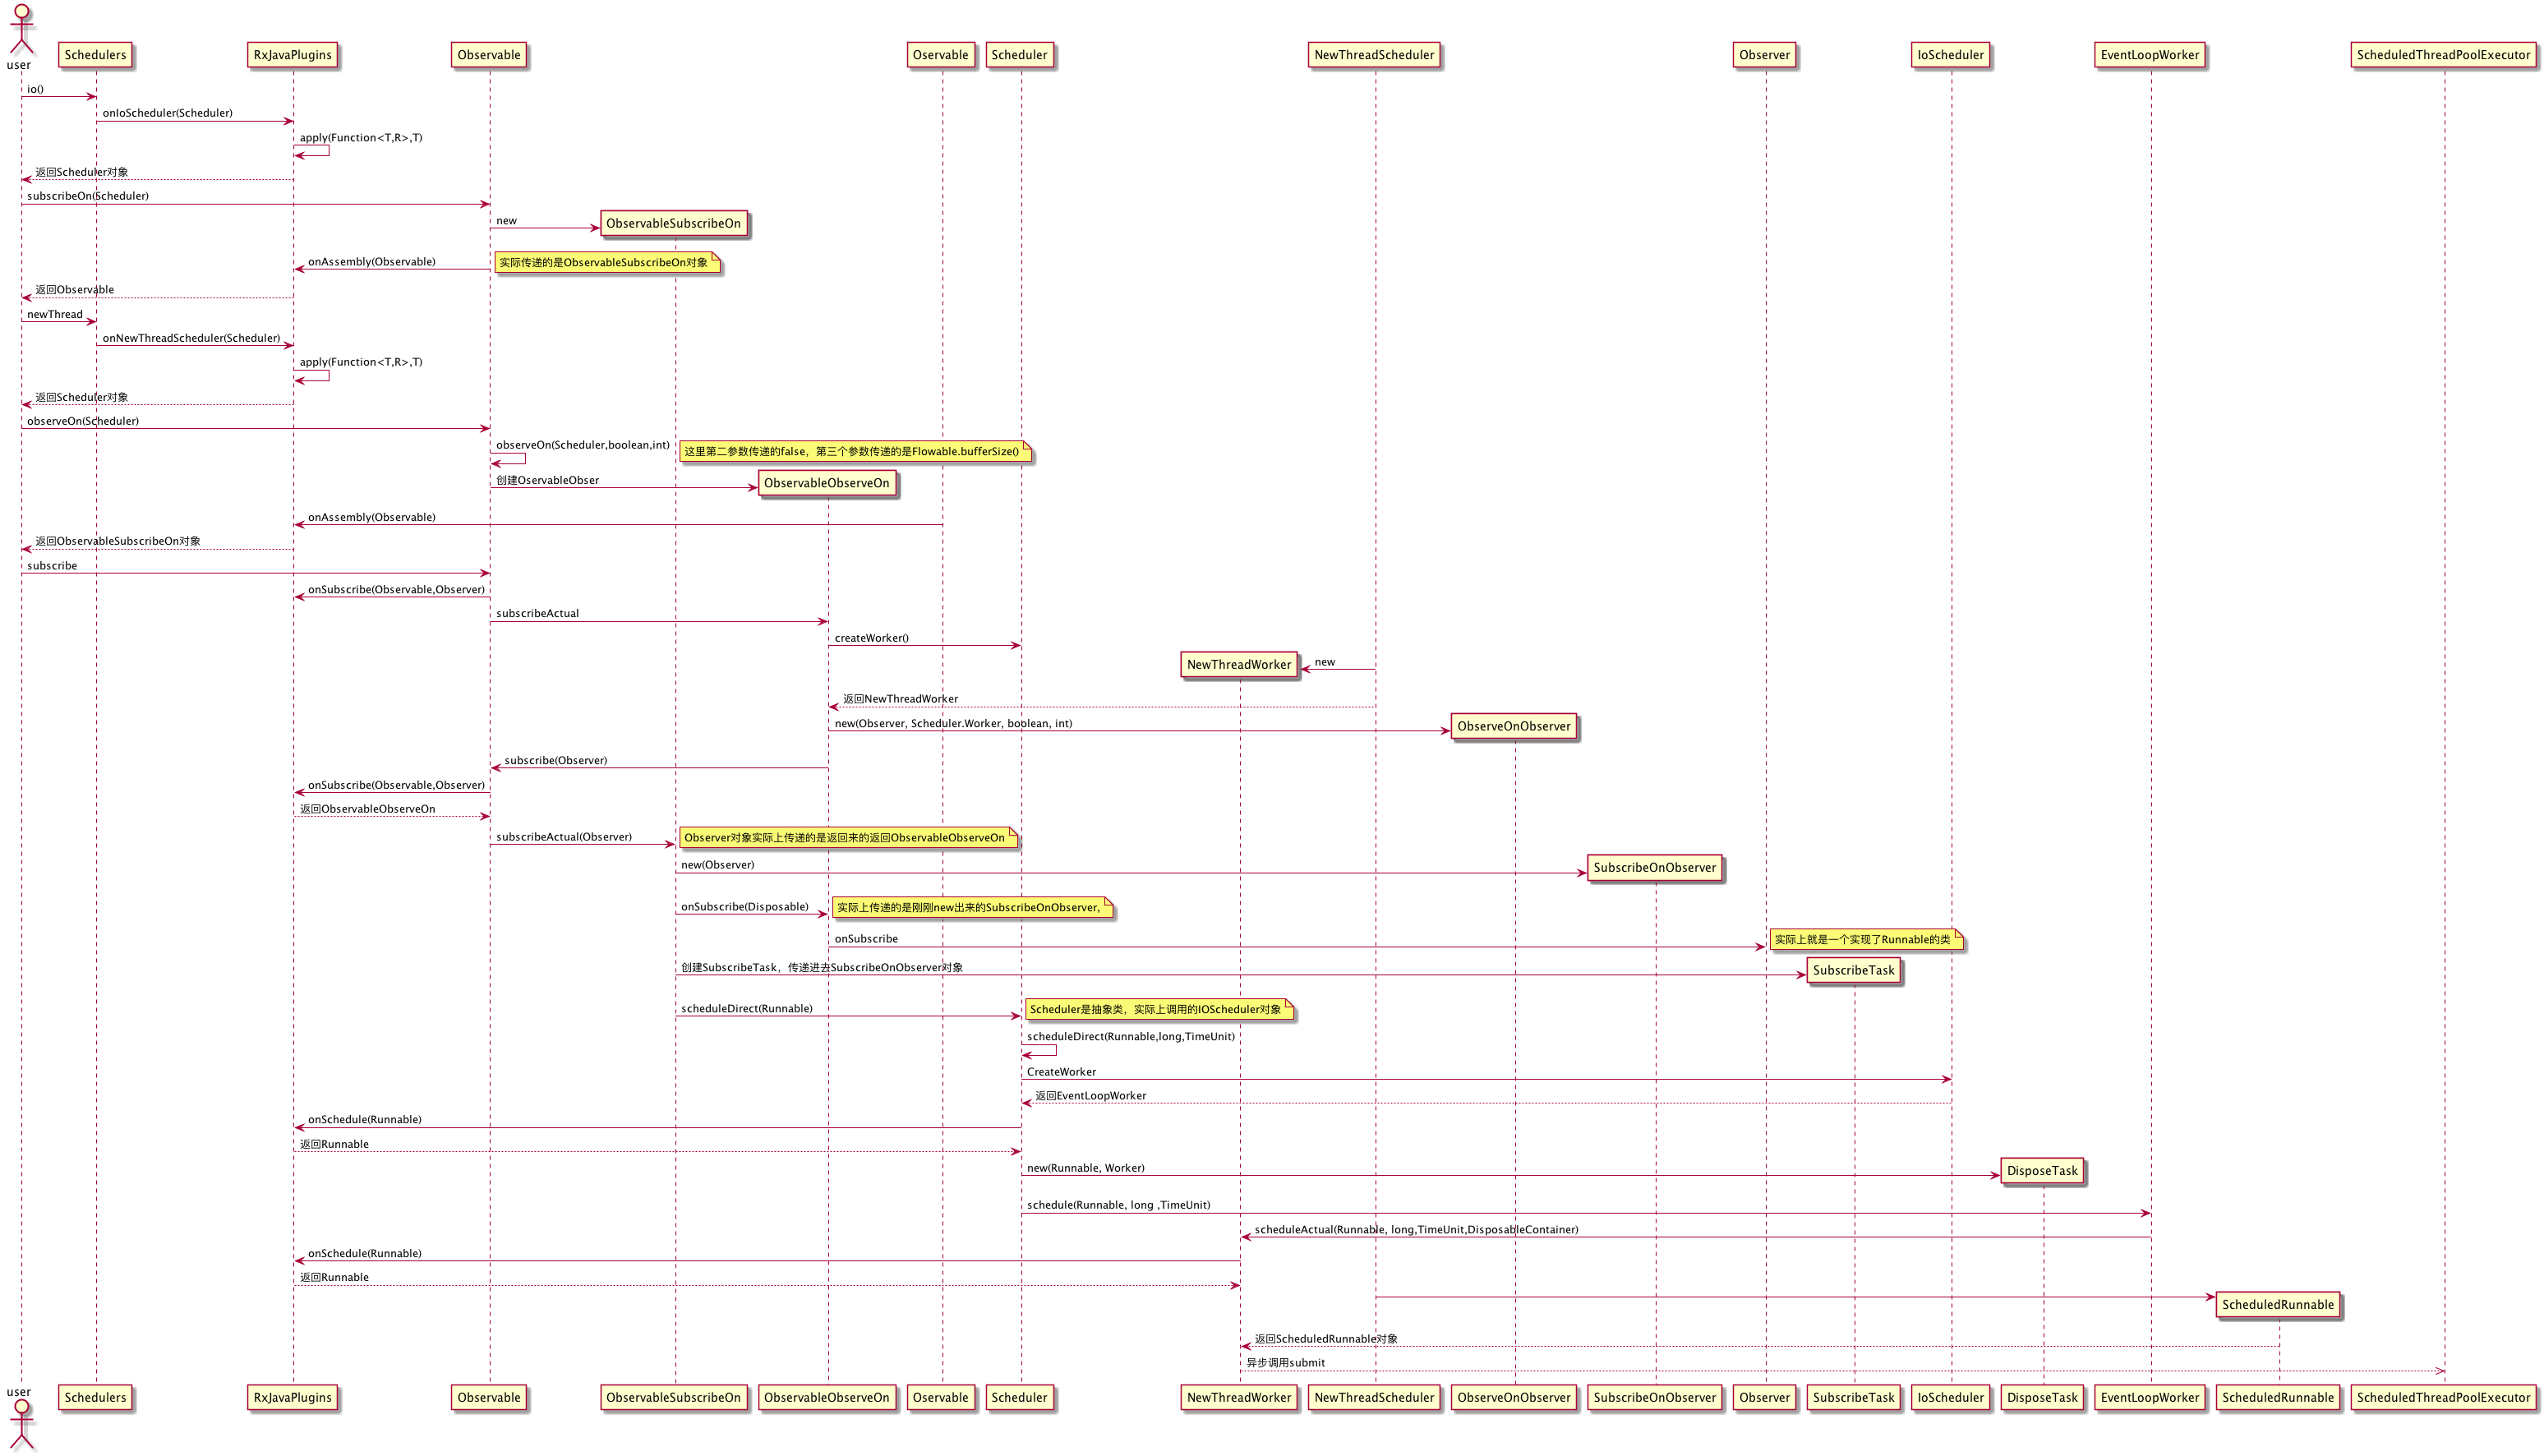 user
Schedulers
RxJavaPlugins
Observable
Oservable
Scheduler
NewThreadScheduler
Observer
IoScheduler
EventLoopWorker
ScheduledThreadPoolExecutor
io()
onIoScheduler(Scheduler)
apply(Function<T,R>,T)
返回Scheduler对象
subscribeOn(Scheduler)
new
ObservableSubscribeOn
onAssembly(Observable)
实际传递的是ObservableSubscribeOn对象
返回Observable
newThread
onNewThreadScheduler(Scheduler)
apply(Function<T,R>,T)
返回Scheduler对象
observeOn(Scheduler)
observeOn(Scheduler,boolean,int)
这里第二参数传递的false，第三个参数传递的是Flowable.bufferSize()
创建OservableObser
ObservableObserveOn
onAssembly(Observable)
返回ObservableSubscribeOn对象
subscribe
onSubscribe(Observable,Observer)
subscribeActual
createWorker()
NewThreadWorker
new
返回NewThreadWorker
new(Observer, Scheduler.Worker, boolean, int)
ObserveOnObserver
subscribe(Observer)
onSubscribe(Observable,Observer)
返回ObservableObserveOn
subscribeActual(Observer)
Observer对象实际上传递的是返回来的返回ObservableObserveOn
new(Observer)
SubscribeOnObserver
onSubscribe(Disposable)
实际上传递的是刚刚new出来的SubscribeOnObserver,
onSubscribe
实际上就是一个实现了Runnable的类
创建SubscribeTask，传递进去SubscribeOnObserver对象
SubscribeTask
scheduleDirect(Runnable)
Scheduler是抽象类，实际上调用的IOScheduler对象
scheduleDirect(Runnable,long,TimeUnit)
CreateWorker
返回EventLoopWorker
onSchedule(Runnable)
返回Runnable
new(Runnable, Worker)
DisposeTask
schedule(Runnable, long ,TimeUnit)
scheduleActual(Runnable, long,TimeUnit,DisposableContainer)
onSchedule(Runnable)
返回Runnable
ScheduledRunnable
返回ScheduledRunnable对象
异步调用submit
user
Schedulers
RxJavaPlugins
Observable
ObservableSubscribeOn
ObservableObserveOn
Oservable
Scheduler
NewThreadWorker
NewThreadScheduler
ObserveOnObserver
SubscribeOnObserver
Observer
SubscribeTask
IoScheduler
DisposeTask
EventLoopWorker
ScheduledRunnable
ScheduledThreadPoolExecutor